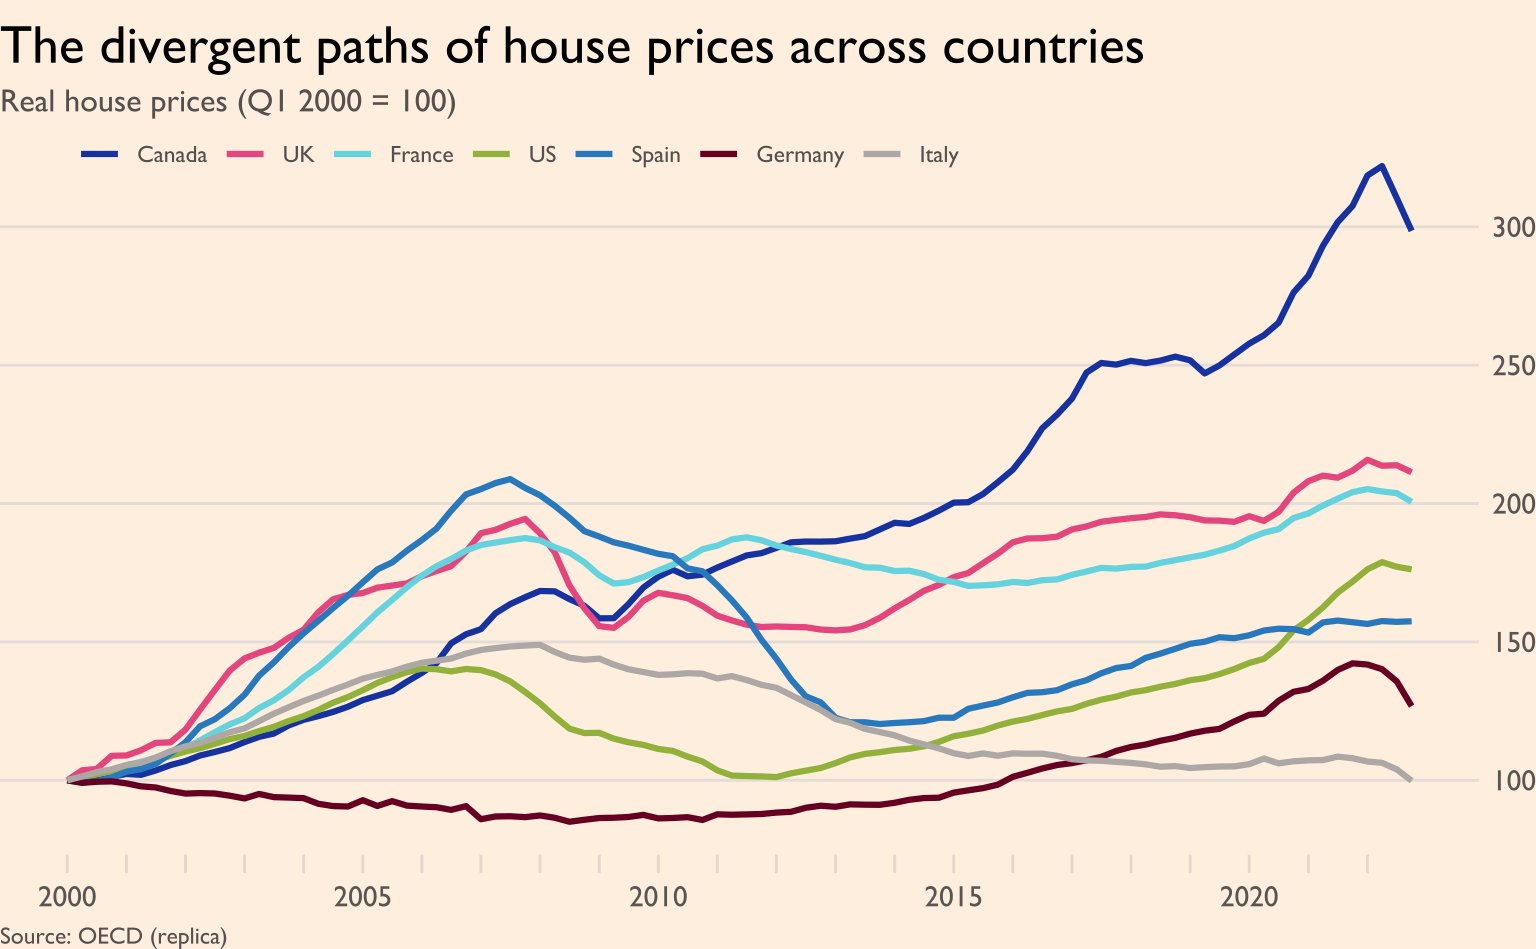 The divergent paths of house prices across countries
Real house prices (Q1 2000 = 100)
Canada UK France US Spain Germany Italy
300
250
200
150
100
2000 2005 2010 2015 2020
Source: OECD (replica)